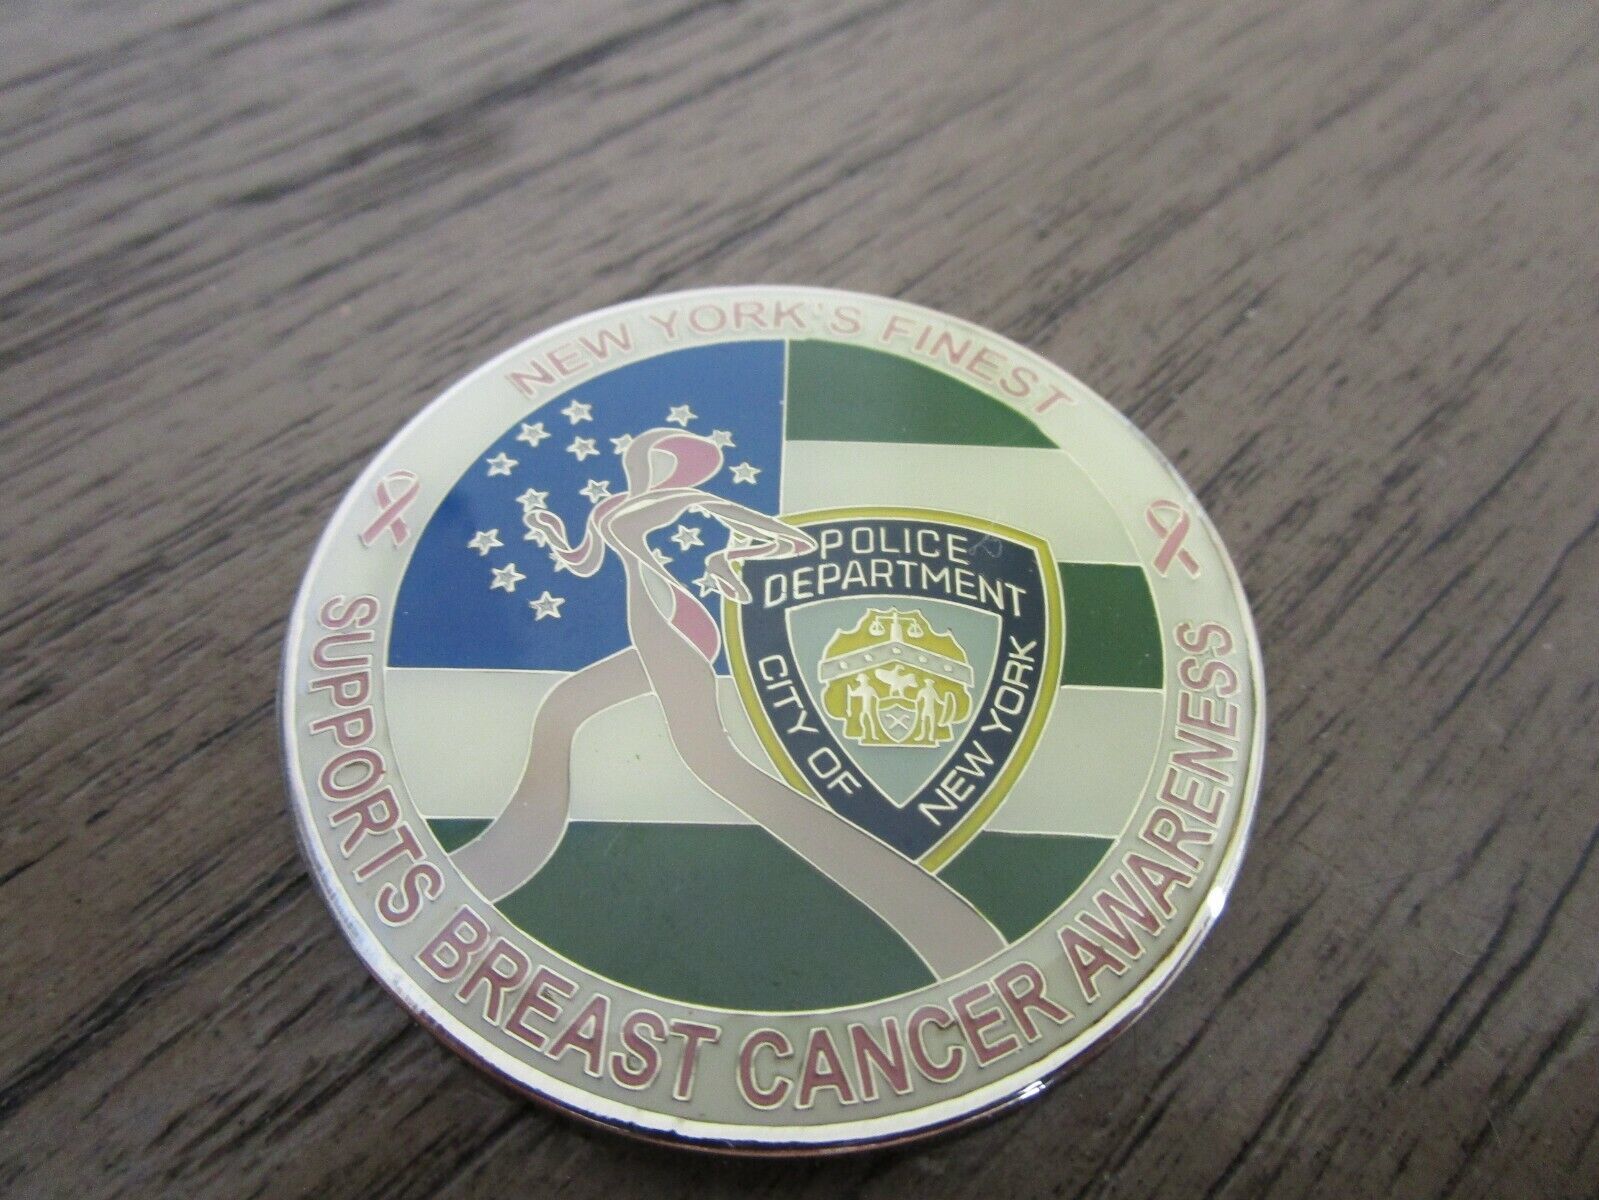 NEW YORK'S FINEST
POLICE
DEPARTMENT
CITY OF
NEW YORK
SUPPORTS BREAST CANCER AWARENESS